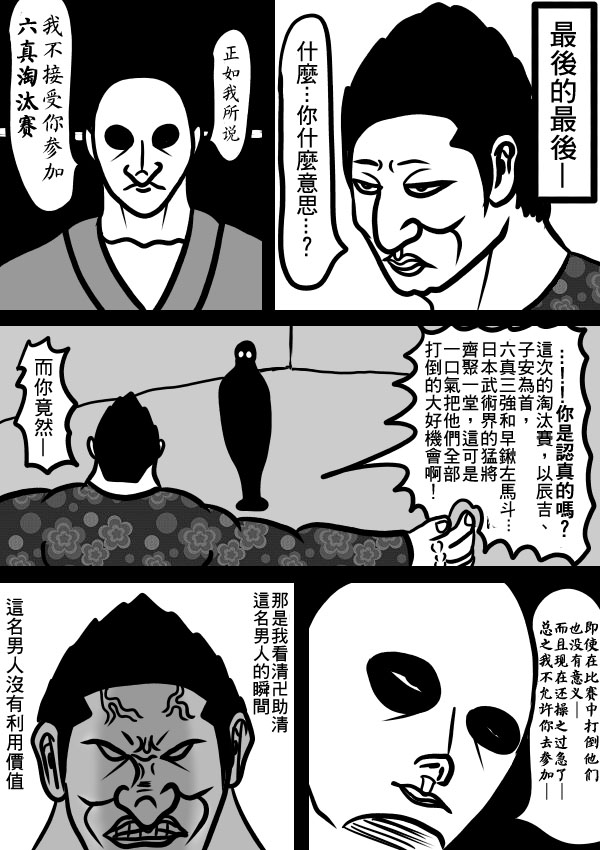 最後的最後—
什麼…你什麼意思…？
正如我所说
我不接受你参加
六真淘汰赛
…！！你是認真的嗎？
這次的淘汰賽，以辰吉、
子安為首，
六真三強和早鍬左馬斗…
日本武術界的猛將
齊聚一堂，這可是
一口氣把他們全部
打倒的大好機會啊！
而你竟然—
即使在比赛中打倒他们
也没有意义—
而且现在还操之过急了—
总之我不允许你去参加—
那是我看清卍助清
這名男人的瞬間
這名男人沒有利用價值